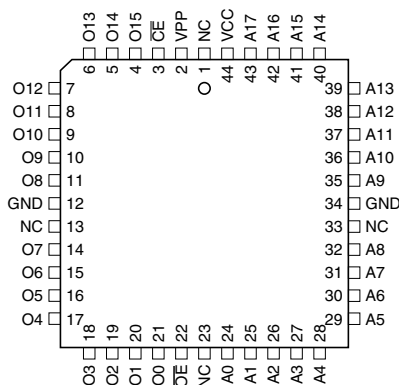 O13 O14 O15 C̅E̅ VPP NC VCC A17 A16 A15 A14
6 5 4 3 2 1 44 43 42 41 40
O12 7 39 A13
O11 8 38 A12
O10 9 37 A11
O9 10 36 A10
O8 11 35 A9
GND 12 34 GND
NC 13 33 NC
O7 14 32 A8
O6 15 31 A7
O5 16 30 A6
O4 17 29 A5
18 19 20 21 22 23 24 25 26 27 28
O3 O2 O1 O0 O̅E̅ NC A0 A1 A2 A3 A4